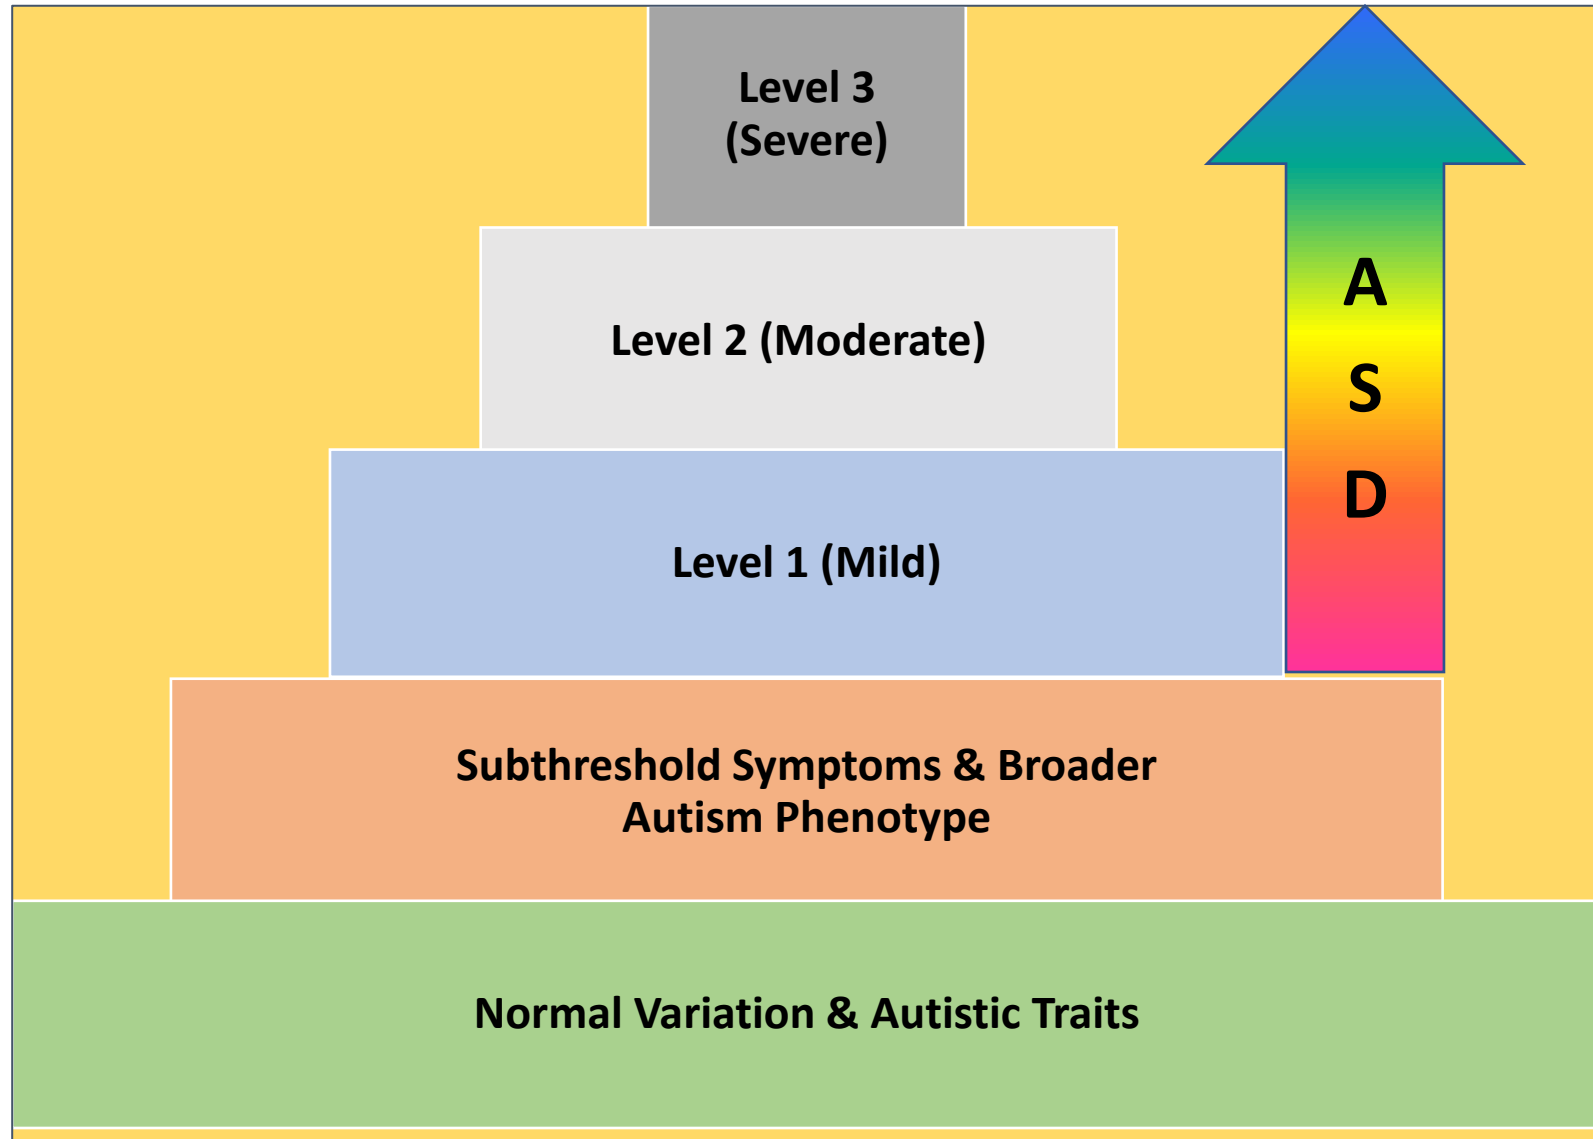 Level 3
(Severe)
Level 2 (Moderate)
Level 1 (Mild)
Subthreshold Symptoms & Broader
Autism Phenotype
Normal Variation & Autistic Traits
A
S
D